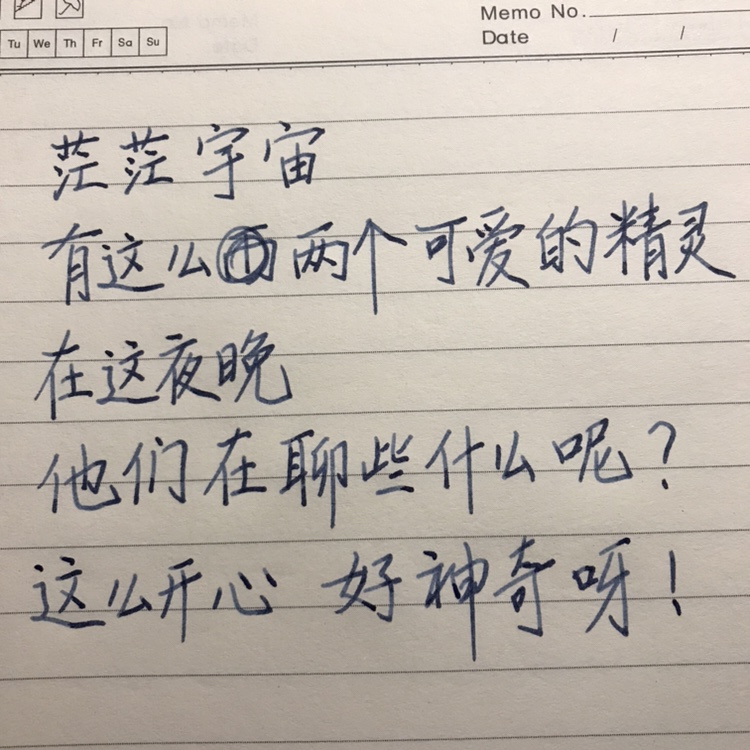 Memo No.
Tu We Th Fr Sa Su
Date / /
茫茫宇宙
有这么两个可爱的精灵
在这夜晚
他们在聊些什么呢？
这么开心 好神奇呀！